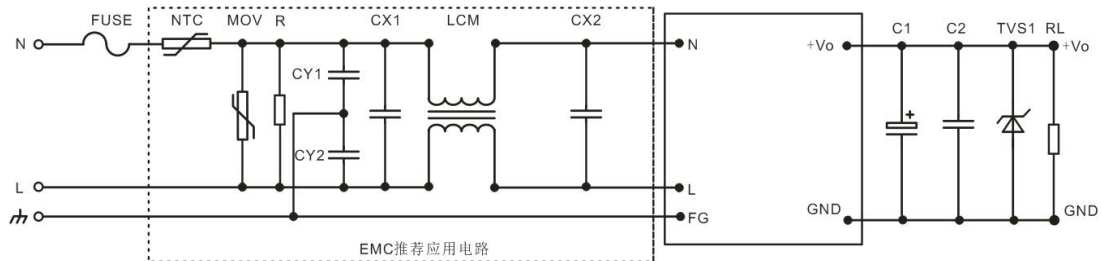 FUSE NTC MOV R CX1 LCM CX2 C1 C2 TVS1 RL
N N +Vo +Vo
CY1
CY2
L L
FG GND GND
EMC推荐应用电路